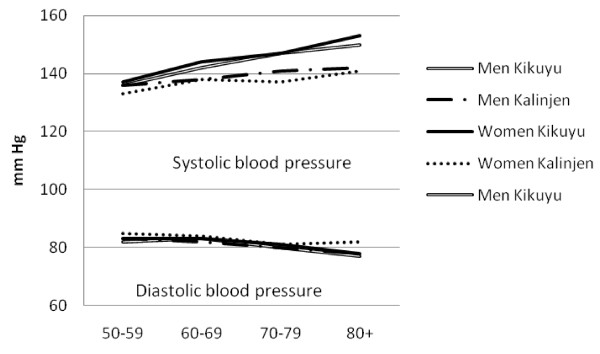 160
140
120
100
80
60
mm Hg
Systolic blood pressure
Diastolic blood pressure
50-59 60-69 70-79 80+
Men Kikuyu
Men Kalinjen
Women Kikuyu
Women Kalinjen
Men Kikuyu